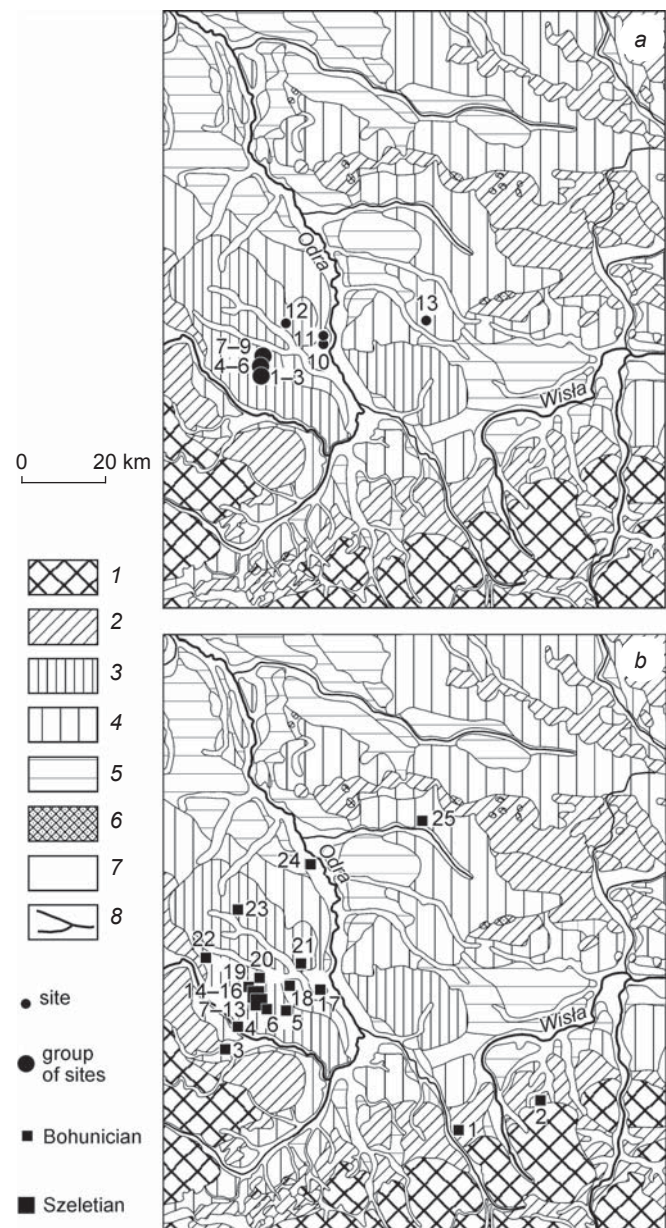 a
Odra
12
13
11
7–9
10
4–6
1–3
Wisła
0 20 km
1
2
3
4
5
6
7
8
site
group
of sites
Bohunician
Szeletian
b
25
Odra
24
23
22
21
20
19
14–16
18
17
7–13
6
5
4
3
Wisła
2
1